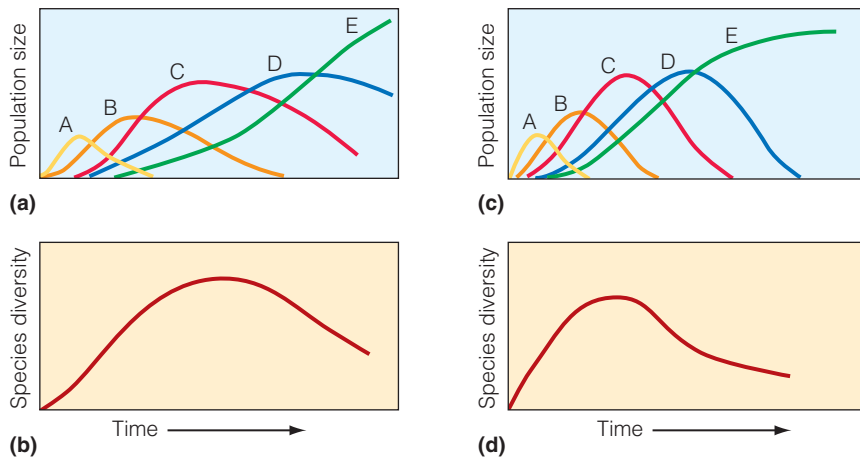 Population size
A
B
C
D
E
(a)
Population size
A
B
C
D
E
(c)
Species diversity
Time
(b)
Species diversity
Time
(d)